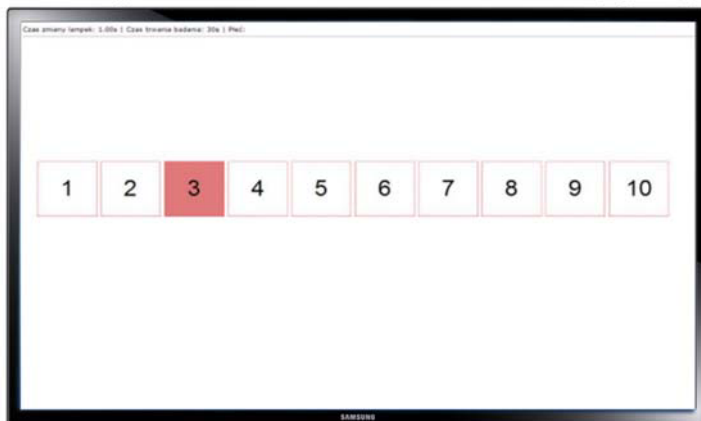 Czas zmiany lampek: 1.00s | Czas trwania badania: 30s | Płeć:
1 2 3 4 5 6 7 8 9 10
SAMSUNG